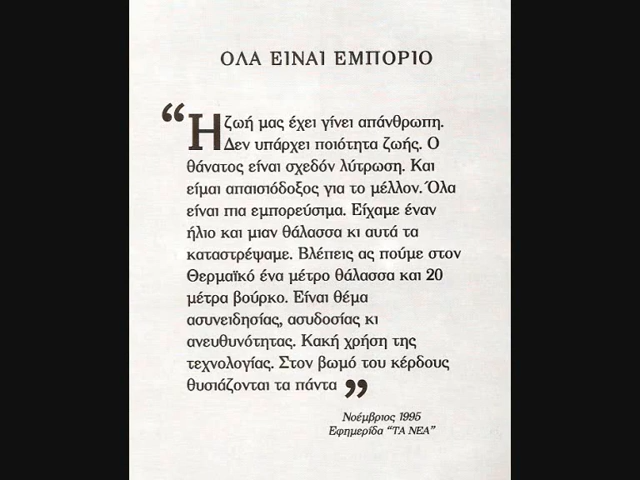 ΟΛΑ ΕΙΝΑΙ ΕΜΠΟΡΙΟ
“Η ζωή μας έχει γίνει απάνθρωπη.
Δεν υπάρχει ποιότητα ζωής. Ο
θάνατος είναι σχεδόν λύτρωση. Και
είμαι απαισιόδοξος για το μέλλον. Όλα
είναι πια εμπορεύσιμα. Είχαμε έναν
ήλιο και μιαν θάλασσα κι αυτά τα
καταστρέψαμε. Βλέπεις ας πούμε στον
Θερμαϊκό ένα μέτρο θάλασσα και 20
μέτρα βούρκο. Είναι θέμα
ασυνειδησίας, ασυδοσίας κι
ανευθυνότητας. Κακή χρήση της
τεχνολογίας. Στον βωμό του κέρδους
θυσιάζονται τα πάντα”
Νοέμβριος 1995
Εφημερίδα “ΤΑ ΝΕΑ”